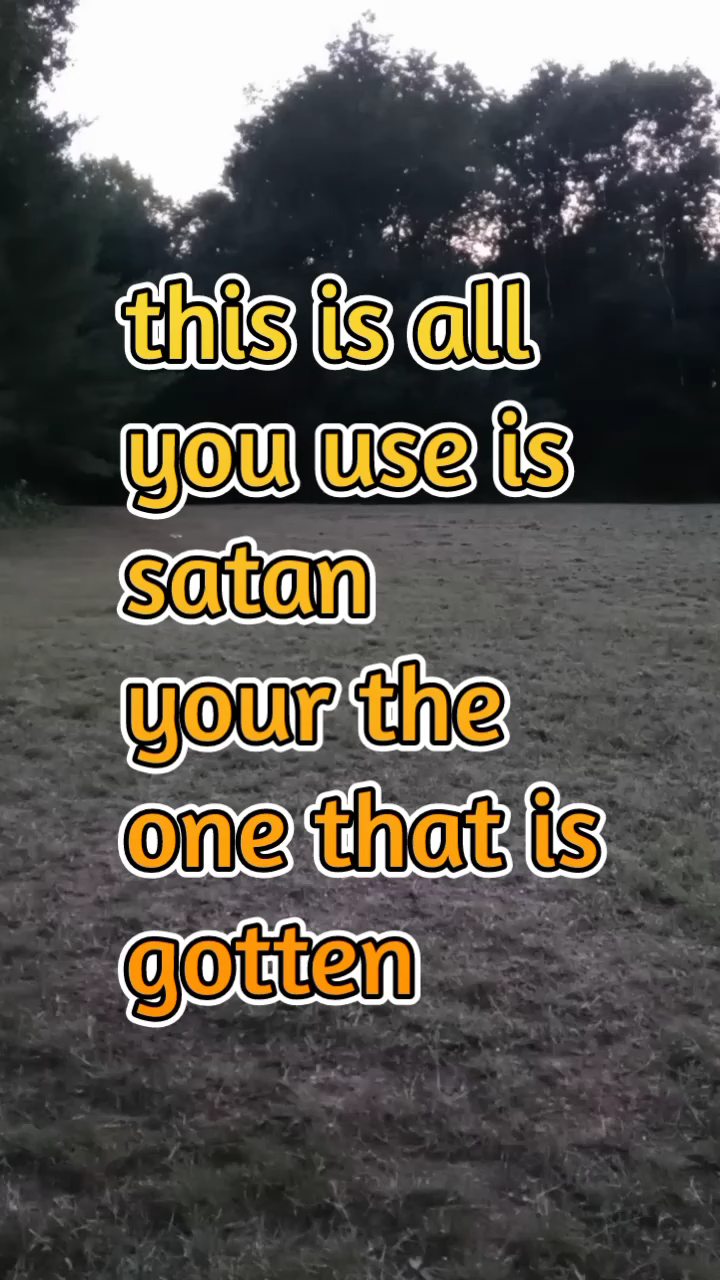 this is all
you use is
satan
your the
one that is
gotten